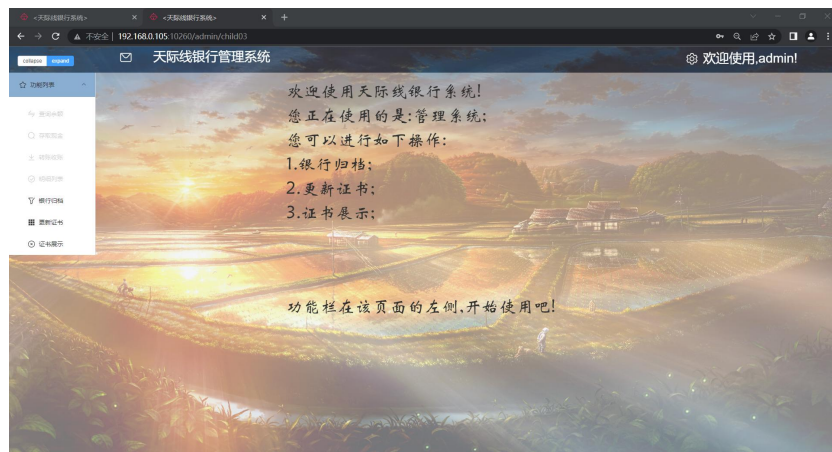 <天际线银行系统>
<天际线银行系统>
不安全 | 192.168.0.105:10260/admin/child03
collapse expand
天际线银行管理系统
欢迎使用,admin!
功能列表
银行归档
更新证书
证书展示
欢迎使用天际线银行系统!
您正在使用的是:管理系统;
您可以进行如下操作:
1.银行归档;
2.更新证书;
3.证书展示;
功能栏在该页面的左侧,开始使用吧!